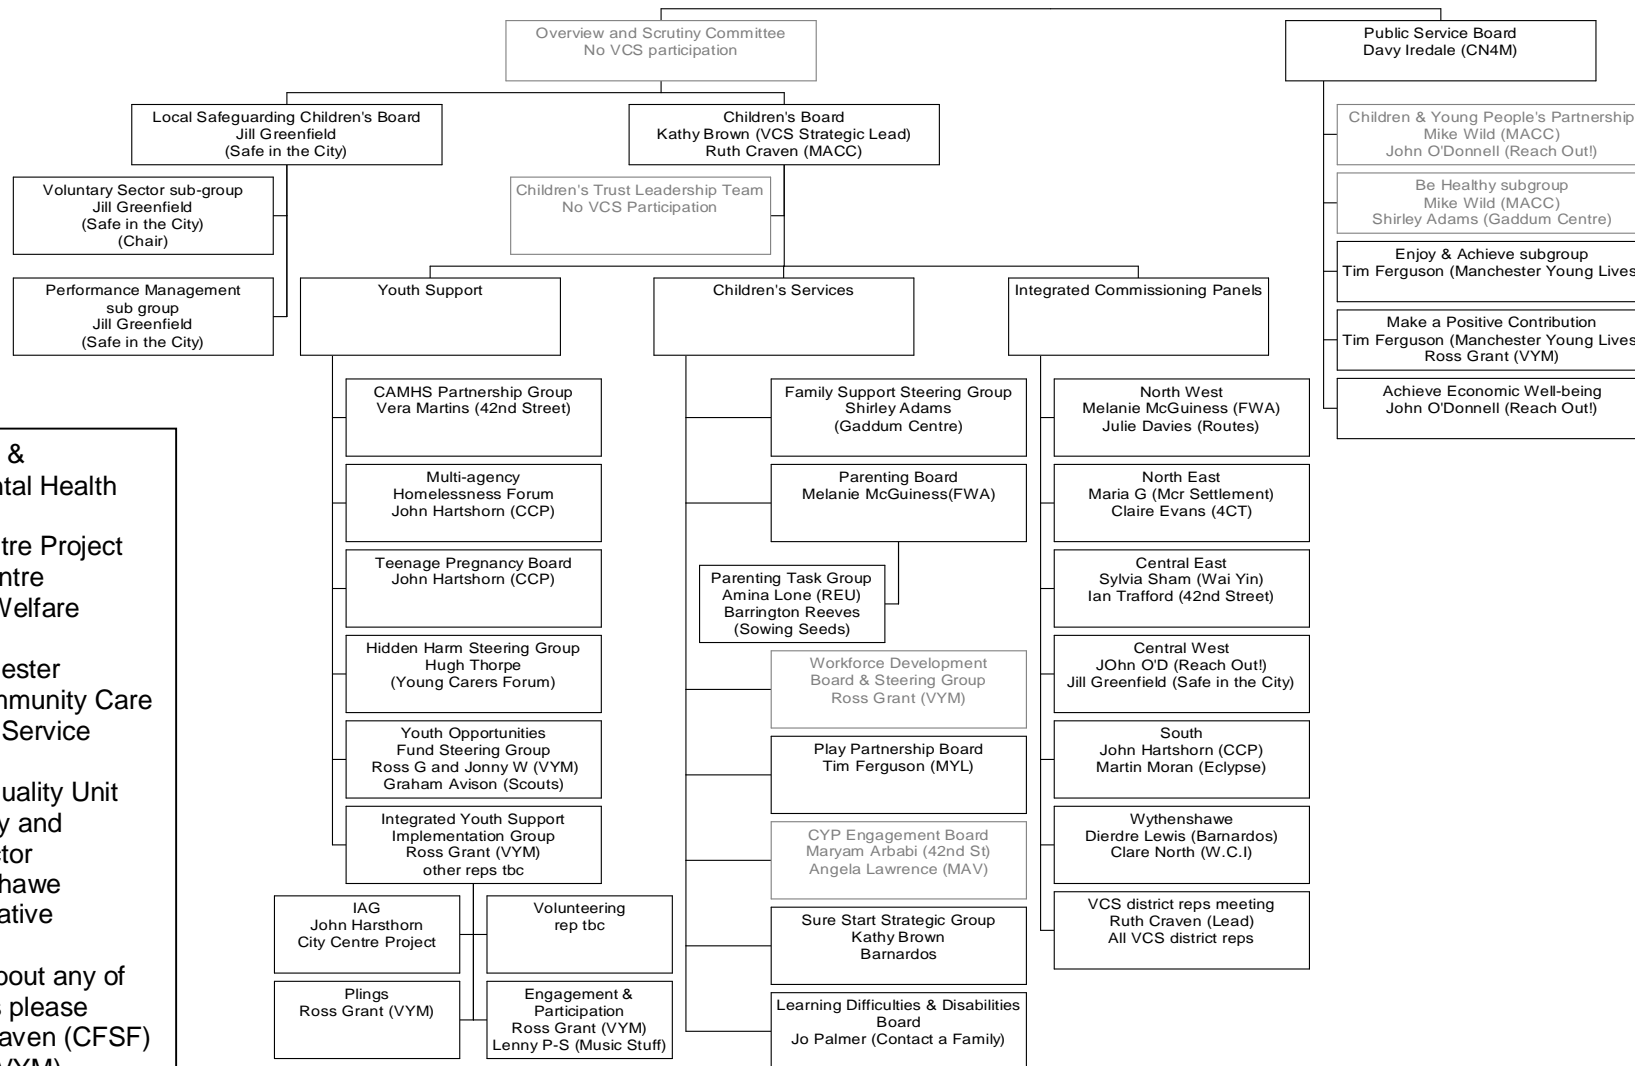 Overview and Scrutiny Committee
No VCS participation
Public Service Board
Davy Iredale (CN4M)
Local Safeguarding Children's Board
Jill Greenfield
(Safe in the City)
Children's Board
Kathy Brown (VCS Strategic Lead)
Ruth Craven (MACC)
Voluntary Sector sub-group
Jill Greenfield
(Safe in the City)
(Chair)
Performance Management
sub group
Jill Greenfield
(Safe in the City)
Children's Trust Leadership Team
No VCS Participation
Youth Support
Children's Services
Integrated Commissioning Panels
Children & Young People's Partnership
Mike Wild (MACC)
John O'Donnell (Reach Out!)
Be Healthy subgroup
Mike Wild (MACC)
Shirley Adams (Gaddum Centre)
Enjoy & Achieve subgroup
Tim Ferguson (Manchester Young Lives
Make a Positive Contribution
Tim Ferguson (Manchester Young Lives
Ross Grant (VYM)
Achieve Economic Well-being
John O'Donnell (Reach Out!)
CAMHS Partnership Group
Vera Martins (42nd Street)
Multi-agency
Homelessness Forum
John Hartshorn (CCP)
Teenage Pregnancy Board
John Hartshorn (CCP)
Hidden Harm Steering Group
Hugh Thorpe
(Young Carers Forum)
Youth Opportunities
Fund Steering Group
Ross G and Jonny W (VYM)
Graham Avison (Scouts)
Integrated Youth Support
Implementation Group
Ross Grant (VYM)
other reps tbc
IAG
John Harsthorn
City Centre Project
Volunteering
rep tbc
Plings
Ross Grant (VYM)
Engagement &
Participation
Ross Grant (VYM)
Lenny P-S (Music Stuff)
Family Support Steering Group
Shirley Adams
(Gaddum Centre)
Parenting Board
Melanie McGuiness(FWA)
Parenting Task Group
Amina Lone (REU)
Barrington Reeves
(Sowing Seeds)
Workforce Development
Board & Steering Group
Ross Grant (VYM)
Play Partnership Board
Tim Ferguson (MYL)
CYP Engagement Board
Maryam Arbabi (42nd St)
Angela Lawrence (MAV)
Sure Start Strategic Group
Kathy Brown
Barnardos
Learning Difficulties & Disabilities
Board
Jo Palmer (Contact a Family)
North West
Melanie McGuiness (FWA)
Julie Davies (Routes)
North East
Maria G (Mcr Settlement)
Claire Evans (4CT)
Central East
Sylvia Sham (Wai Yin)
Ian Trafford (42nd Street)
Central West
JOhn O'D (Reach Out!)
Jill Greenfield (Safe in the City)
South
John Hartshorn (CCP)
Martin Moran (Eclypse)
Wythenshawe
Dierdre Lewis (Barnardos)
Clare North (W.C.I)
VCS district reps meeting
Ruth Craven (Lead)
All VCS district reps
&
ntal Health
tre Project
ntre
Welfare
ester
mmunity Care
Service
uality Unit
y and
ctor
hawe
ative
bout any of
s please
aven (CFSF)